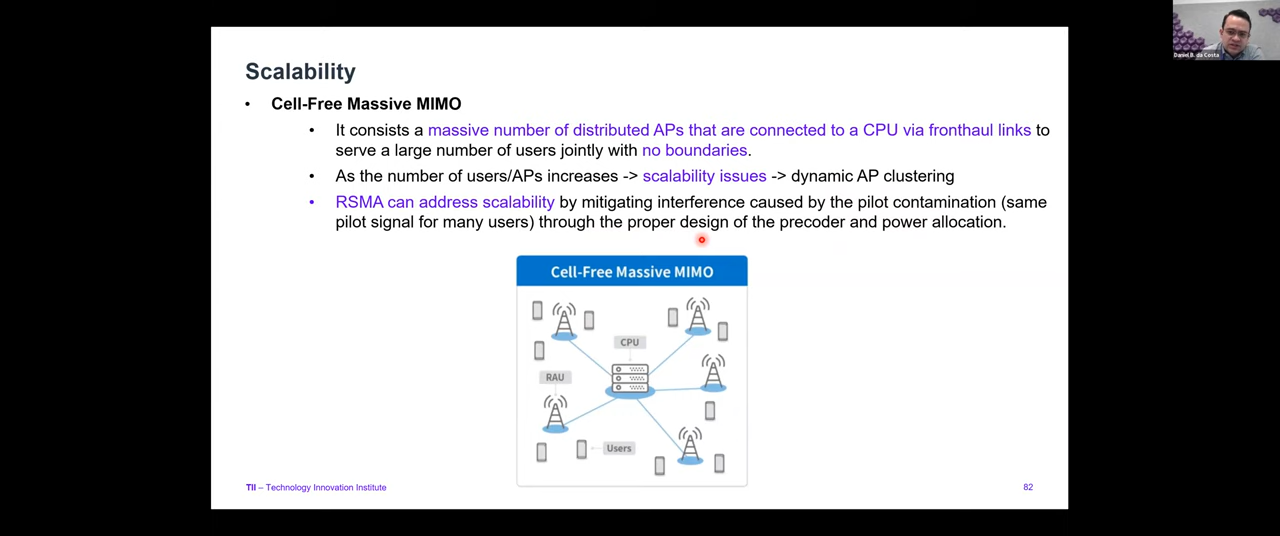 Scalability
• Cell-Free Massive MIMO
• It consists a massive number of distributed APs that are connected to a CPU via fronthaul links to
serve a large number of users jointly with no boundaries.
• As the number of users/APs increases -> scalability issues -> dynamic AP clustering
• RSMA can address scalability by mitigating interference caused by the pilot contamination (same
pilot signal for many users) through the proper design of the precoder and power allocation.
Cell-Free Massive MIMO
CPU
RAU
Users
TII – Technology Innovation Institute
82
Daniel B. da Costa